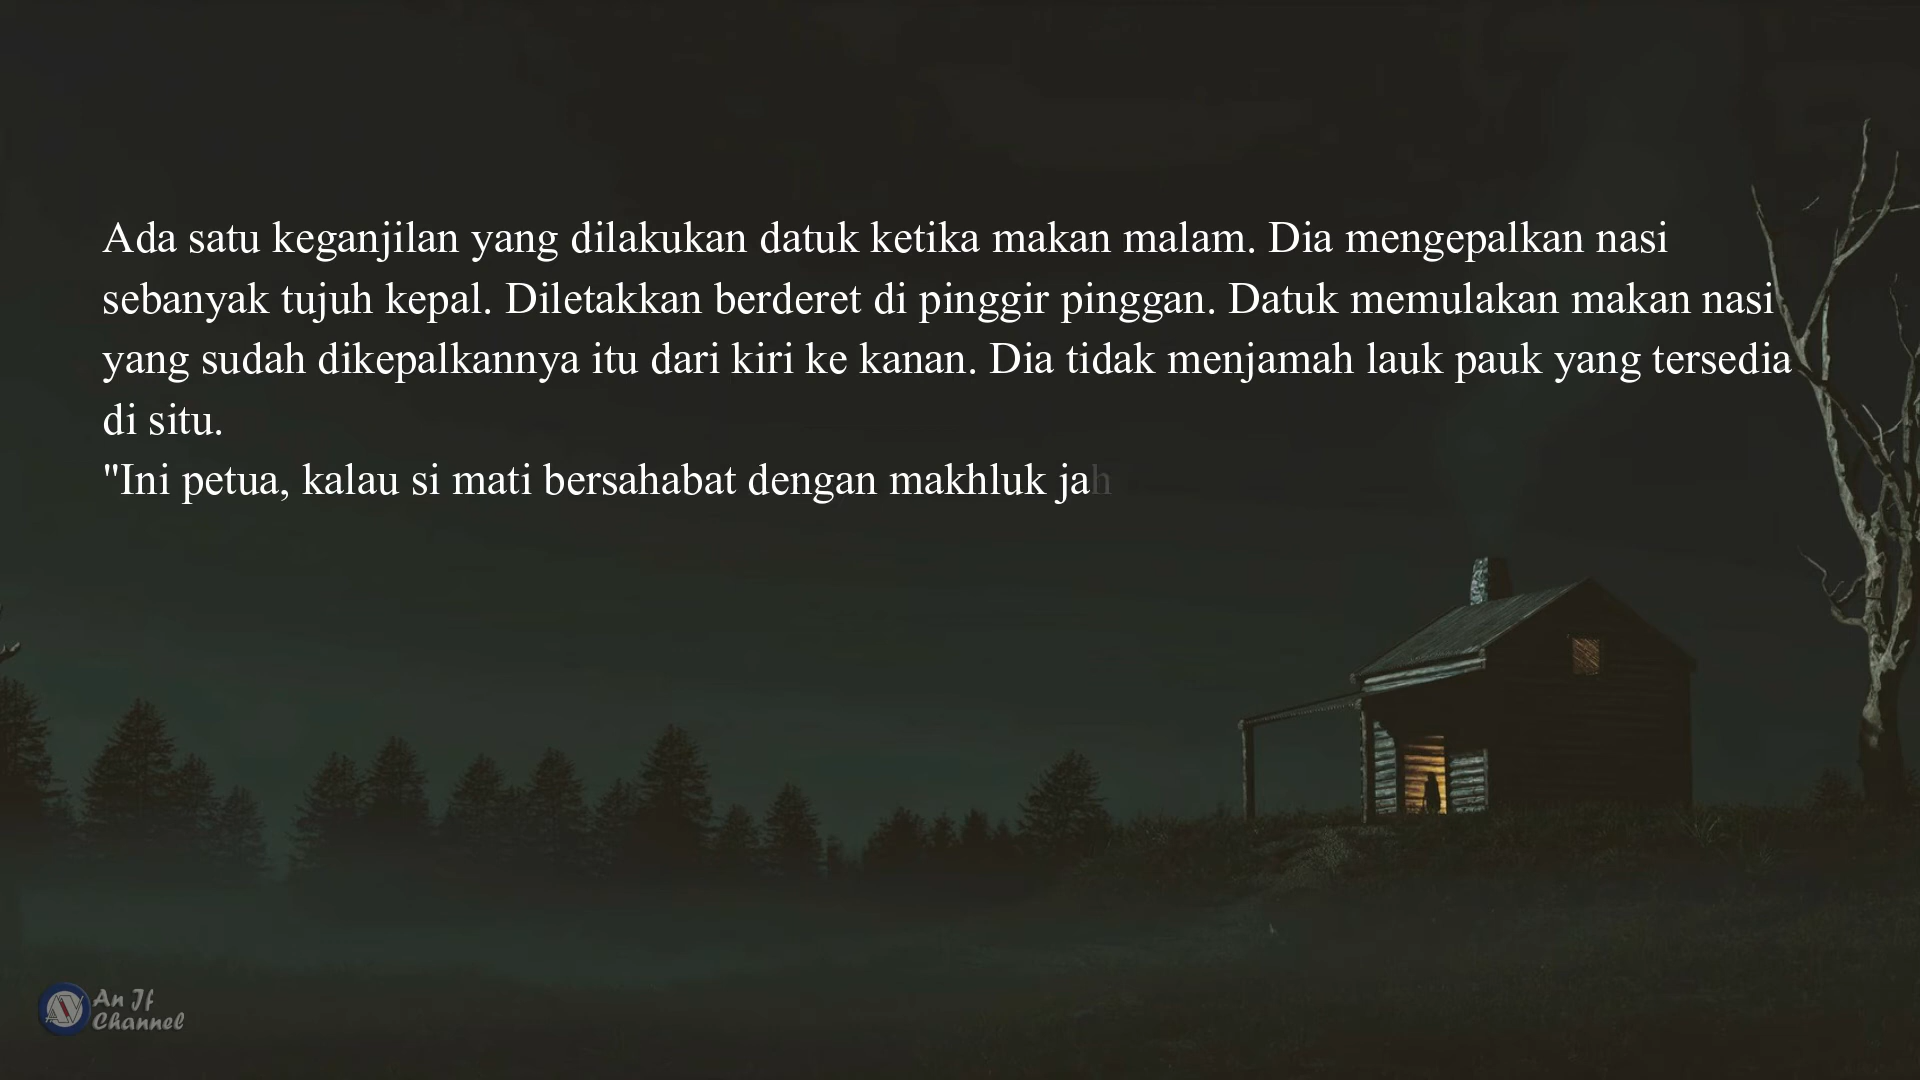 Ada satu keganjilan yang dilakukan datuk ketika makan malam. Dia mengepalkan nasi
sebanyak tujuh kepal. Diletakkan berderet di pinggir pinggan. Datuk memulakan makan nasi
yang sudah dikepalkannya itu dari kiri ke kanan. Dia tidak menjamah lauk pauk yang tersedia
di situ.
"Ini petua, kalau si mati bersahabat dengan makhluk jah
An If
Channel